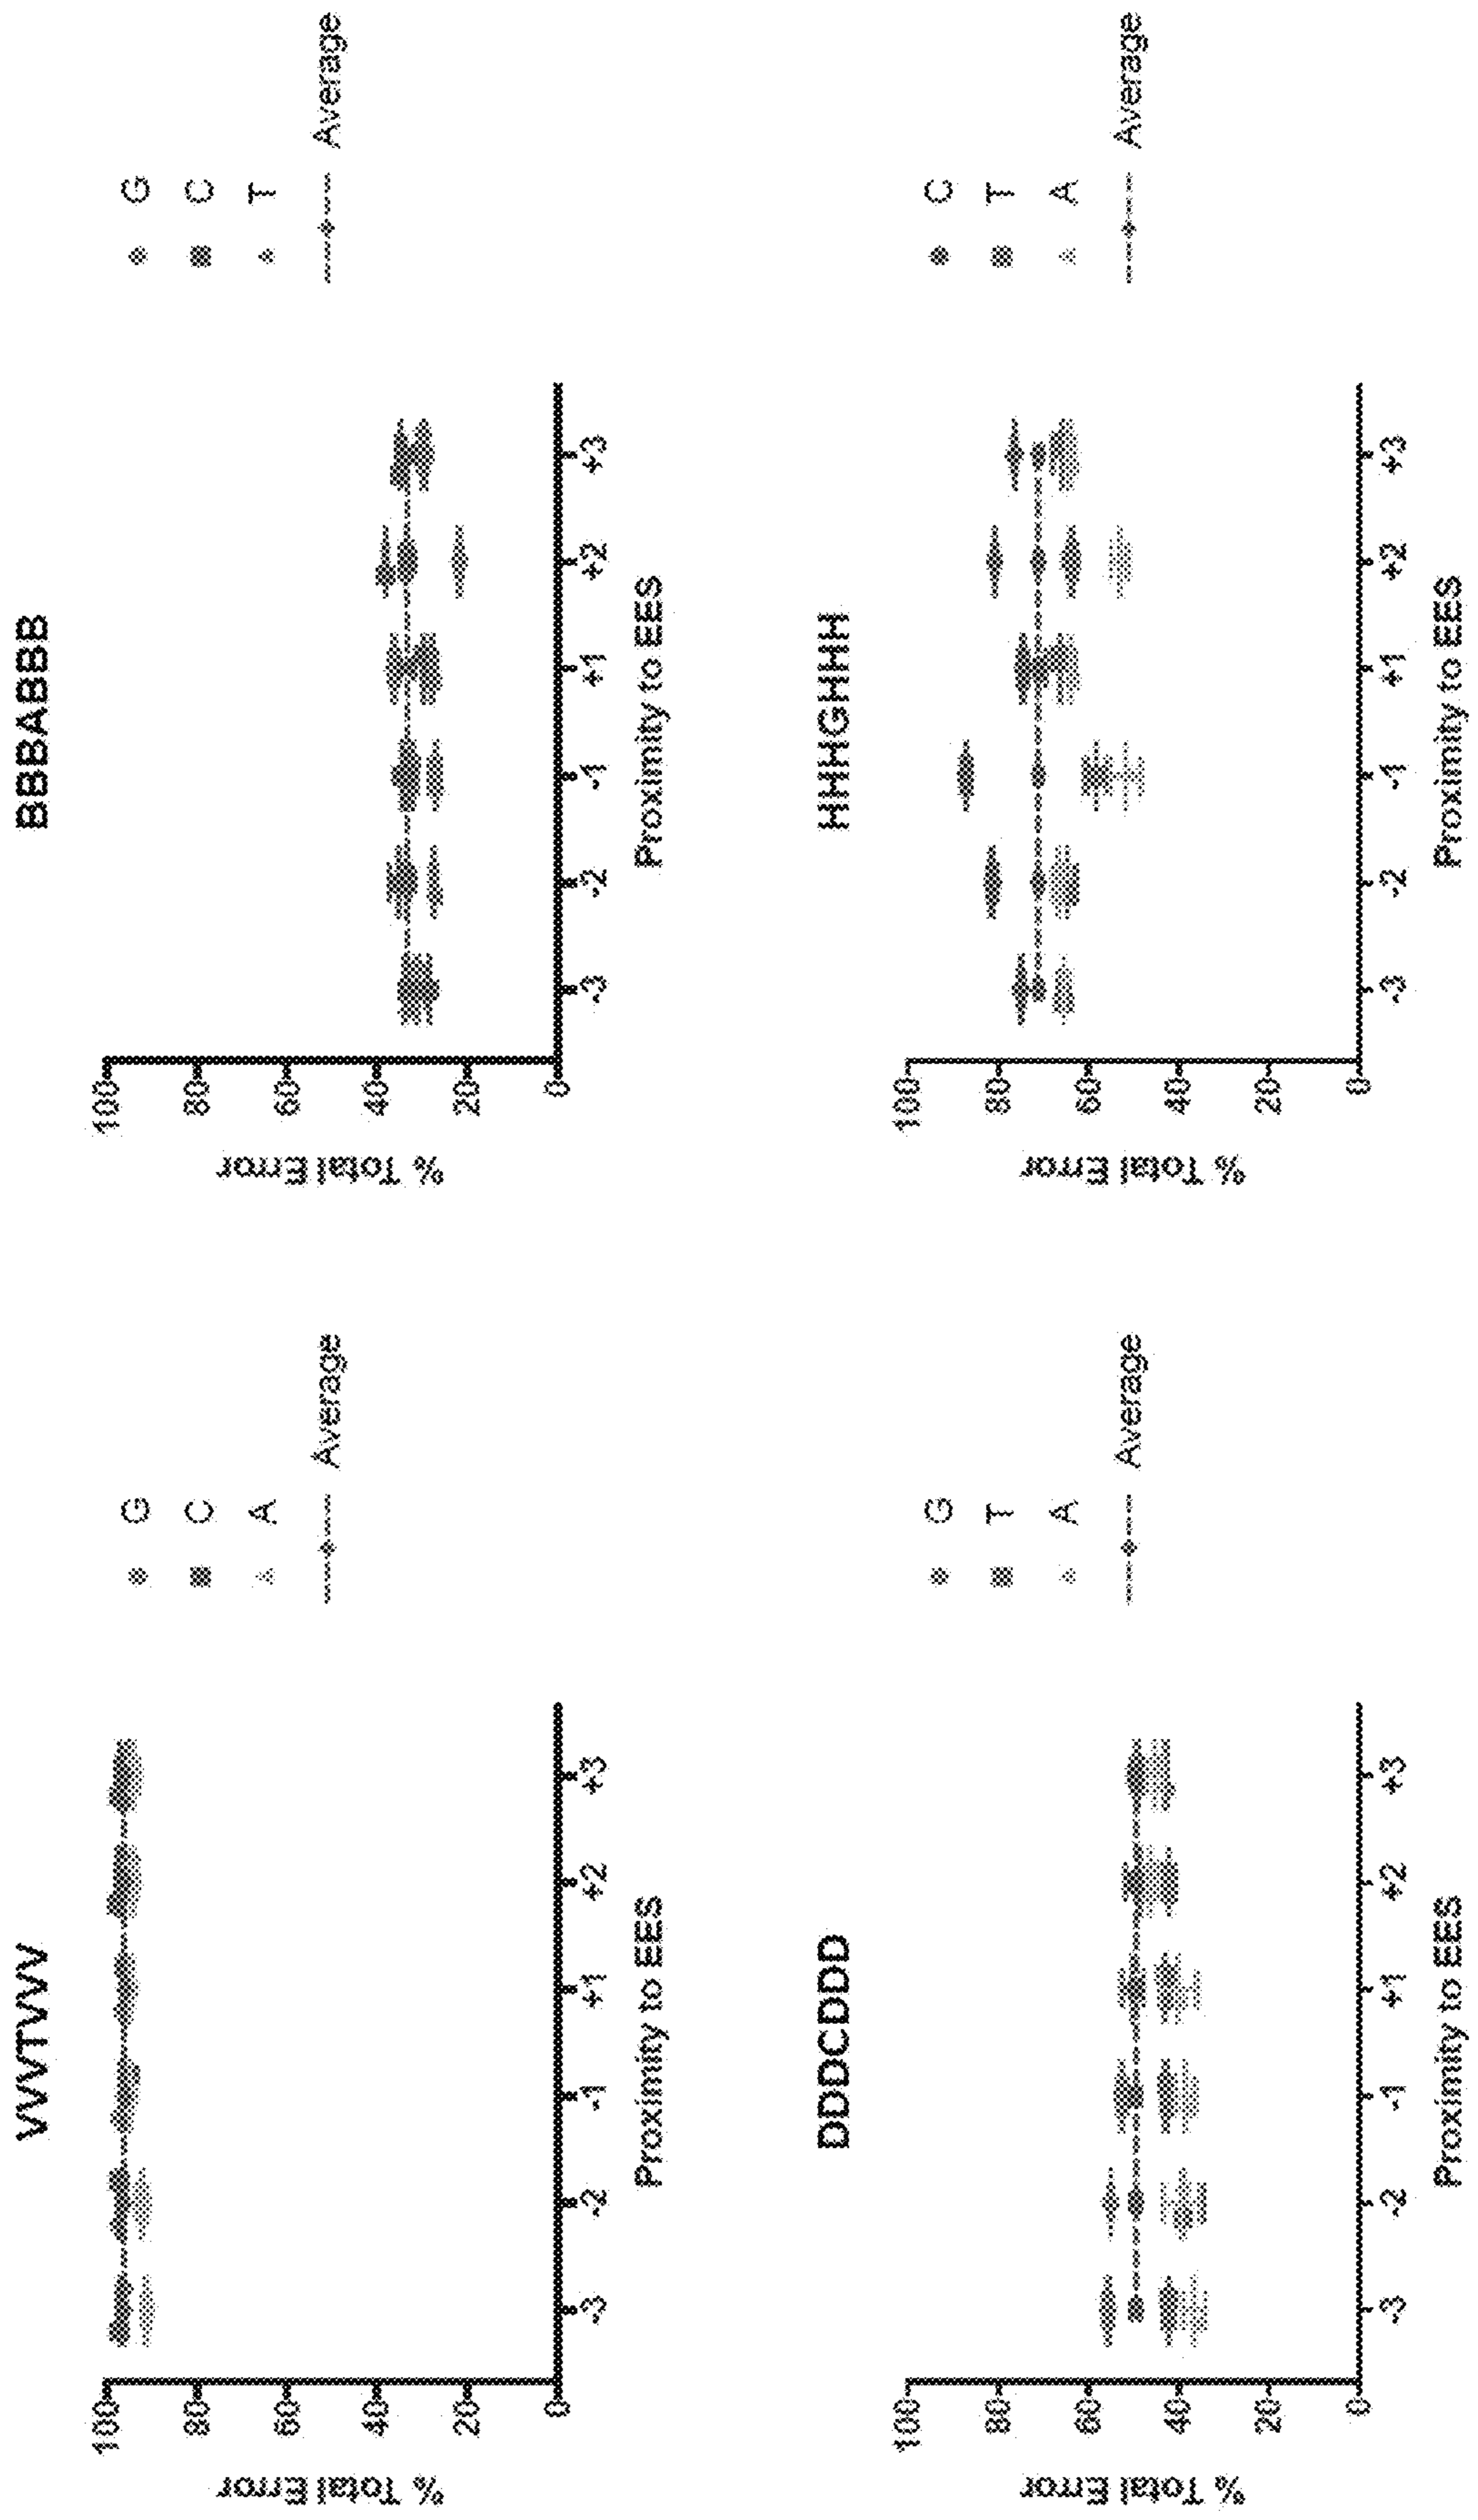 VVVTVVV
% Total Error
100
80
60
40
20
0
-3 -2 -1 +1 +2 +3
Proximity to EES
G
C
A
Average
BBBABBB
% Total Error
100
80
60
40
20
0
-3 -2 -1 +1 +2 +3
Proximity to EES
G
C
T
Average
DDDCDDD
% Total Error
100
80
60
40
20
0
-3 -2 -1 +1 +2 +3
Proximity to EES
G
T
A
Average
HHHGHHH
% Total Error
100
80
60
40
20
0
-3 -2 -1 +1 +2 +3
Proximity to EES
C
T
A
Average